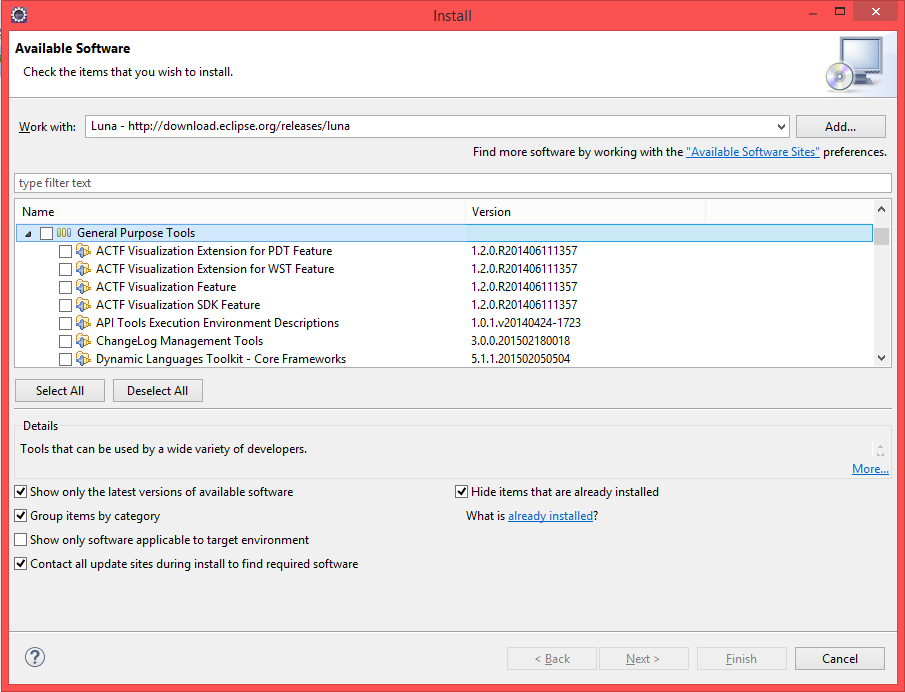 Install
Available Software
Check the items that you wish to install.
Work with: Luna - http://download.eclipse.org/releases/luna Add...
Find more software by working with the "Available Software Sites" preferences.
type filter text
Name Version
General Purpose Tools
ACTF Visualization Extension for PDT Feature 1.2.0.R201406111357
ACTF Visualization Extension for WST Feature 1.2.0.R201406111357
ACTF Visualization Feature 1.2.0.R201406111357
ACTF Visualization SDK Feature 1.2.0.R201406111357
API Tools Execution Environment Descriptions 1.0.1.v20140424-1723
ChangeLog Management Tools 3.0.0.201502180018
Dynamic Languages Toolkit - Core Frameworks 5.1.1.201502050504
Select All Deselect All
Details
Tools that can be used by a wide variety of developers.
More...
Show only the latest versions of available software Hide items that are already installed
Group items by category What is already installed?
Show only software applicable to target environment
Contact all update sites during install to find required software
? < Back Next > Finish Cancel